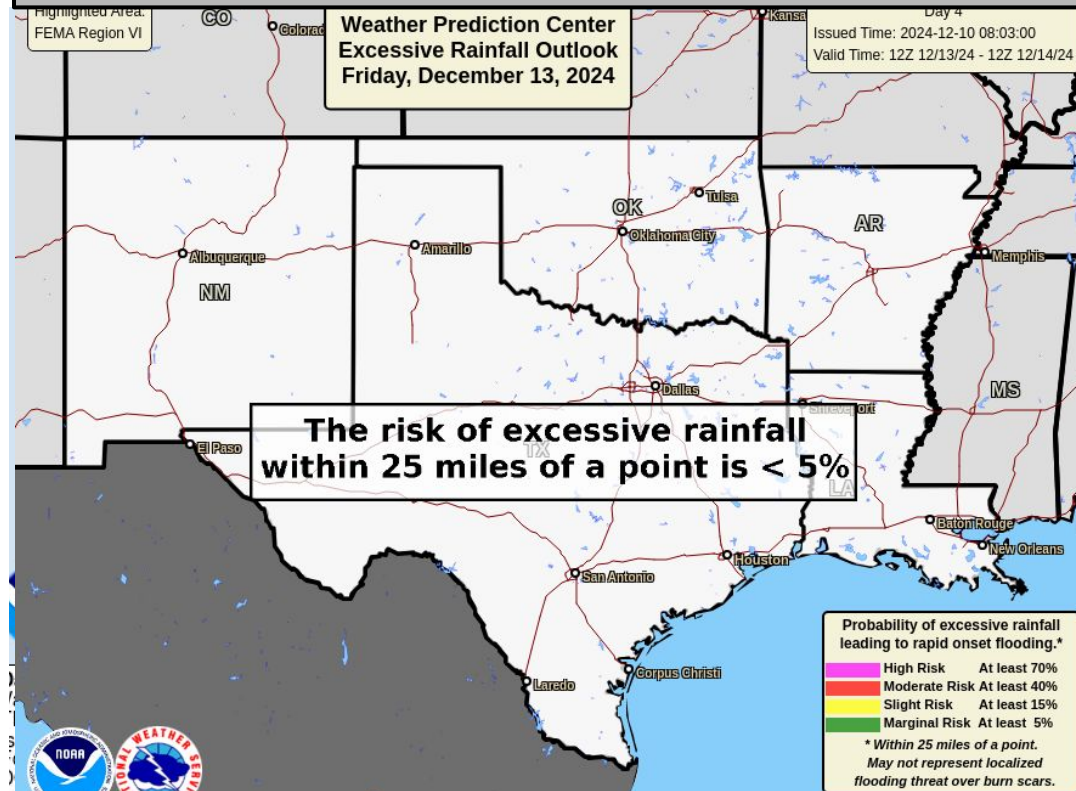 Highlighted Area:
FEMA Region VI
Weather Prediction Center
Excessive Rainfall Outlook
Friday, December 13, 2024
Day 4
Issued Time: 2024-12-10 08:03:00
Valid Time: 12Z 12/13/24 - 12Z 12/14/24
CO
Colorad
Kansa
Tulsa
OK
Oklahoma City
AR
Amarillo
Albuquerque
Memphis
NM
Dallas
MS
Shreveport
The risk of excessive rainfall
within 25 miles of a point is < 5%
El Paso
TX
LA
Baton Rouge
New Orleans
Houston
San Antonio
Corpus Christi
Laredo
Probability of excessive rainfall
leading to rapid onset flooding.*
High Risk At least 70%
Moderate Risk At least 40%
Slight Risk At least 15%
Marginal Risk At least 5%
* Within 25 miles of a point.
May not represent localized
flooding threat over burn scars.
NOAA
WEATHER